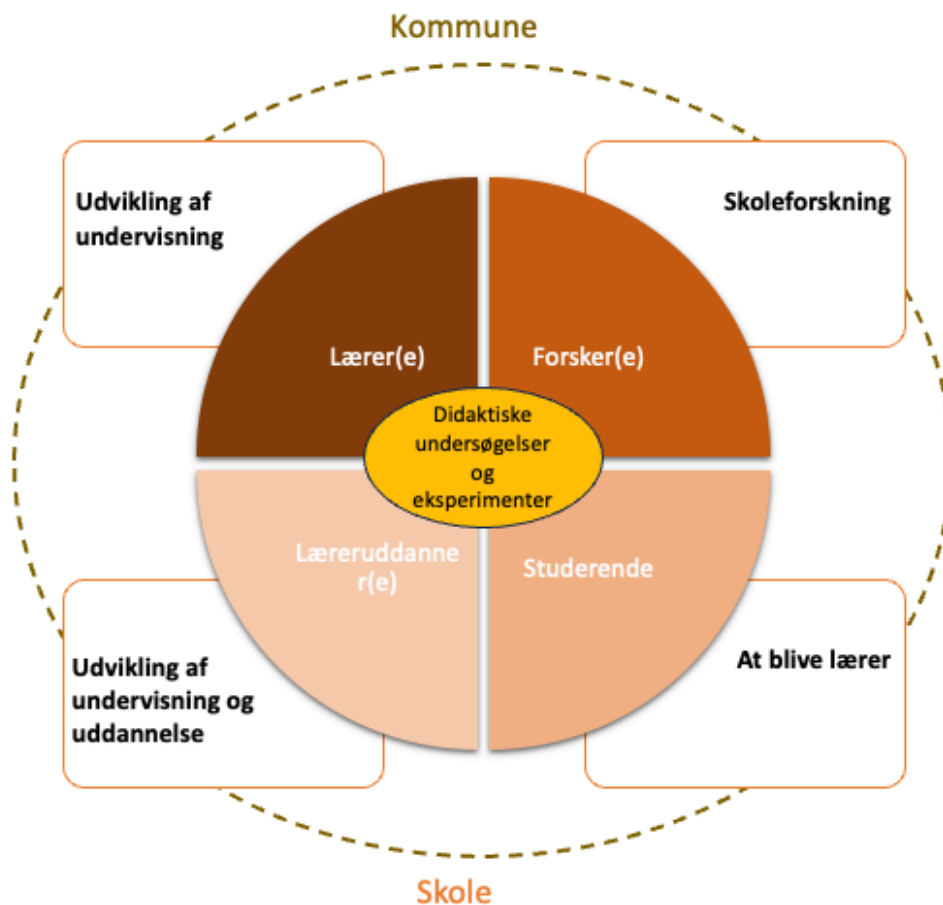 Kommune
Udvikling af
undervisning
Skoleforskning
Lærer(e)
Forsker(e)
Didaktiske
undersøgelser
og
eksperimenter
Læreruddanne
r(e)
Studerende
Udvikling af
undervisning og
uddannelse
At blive lærer
Skole